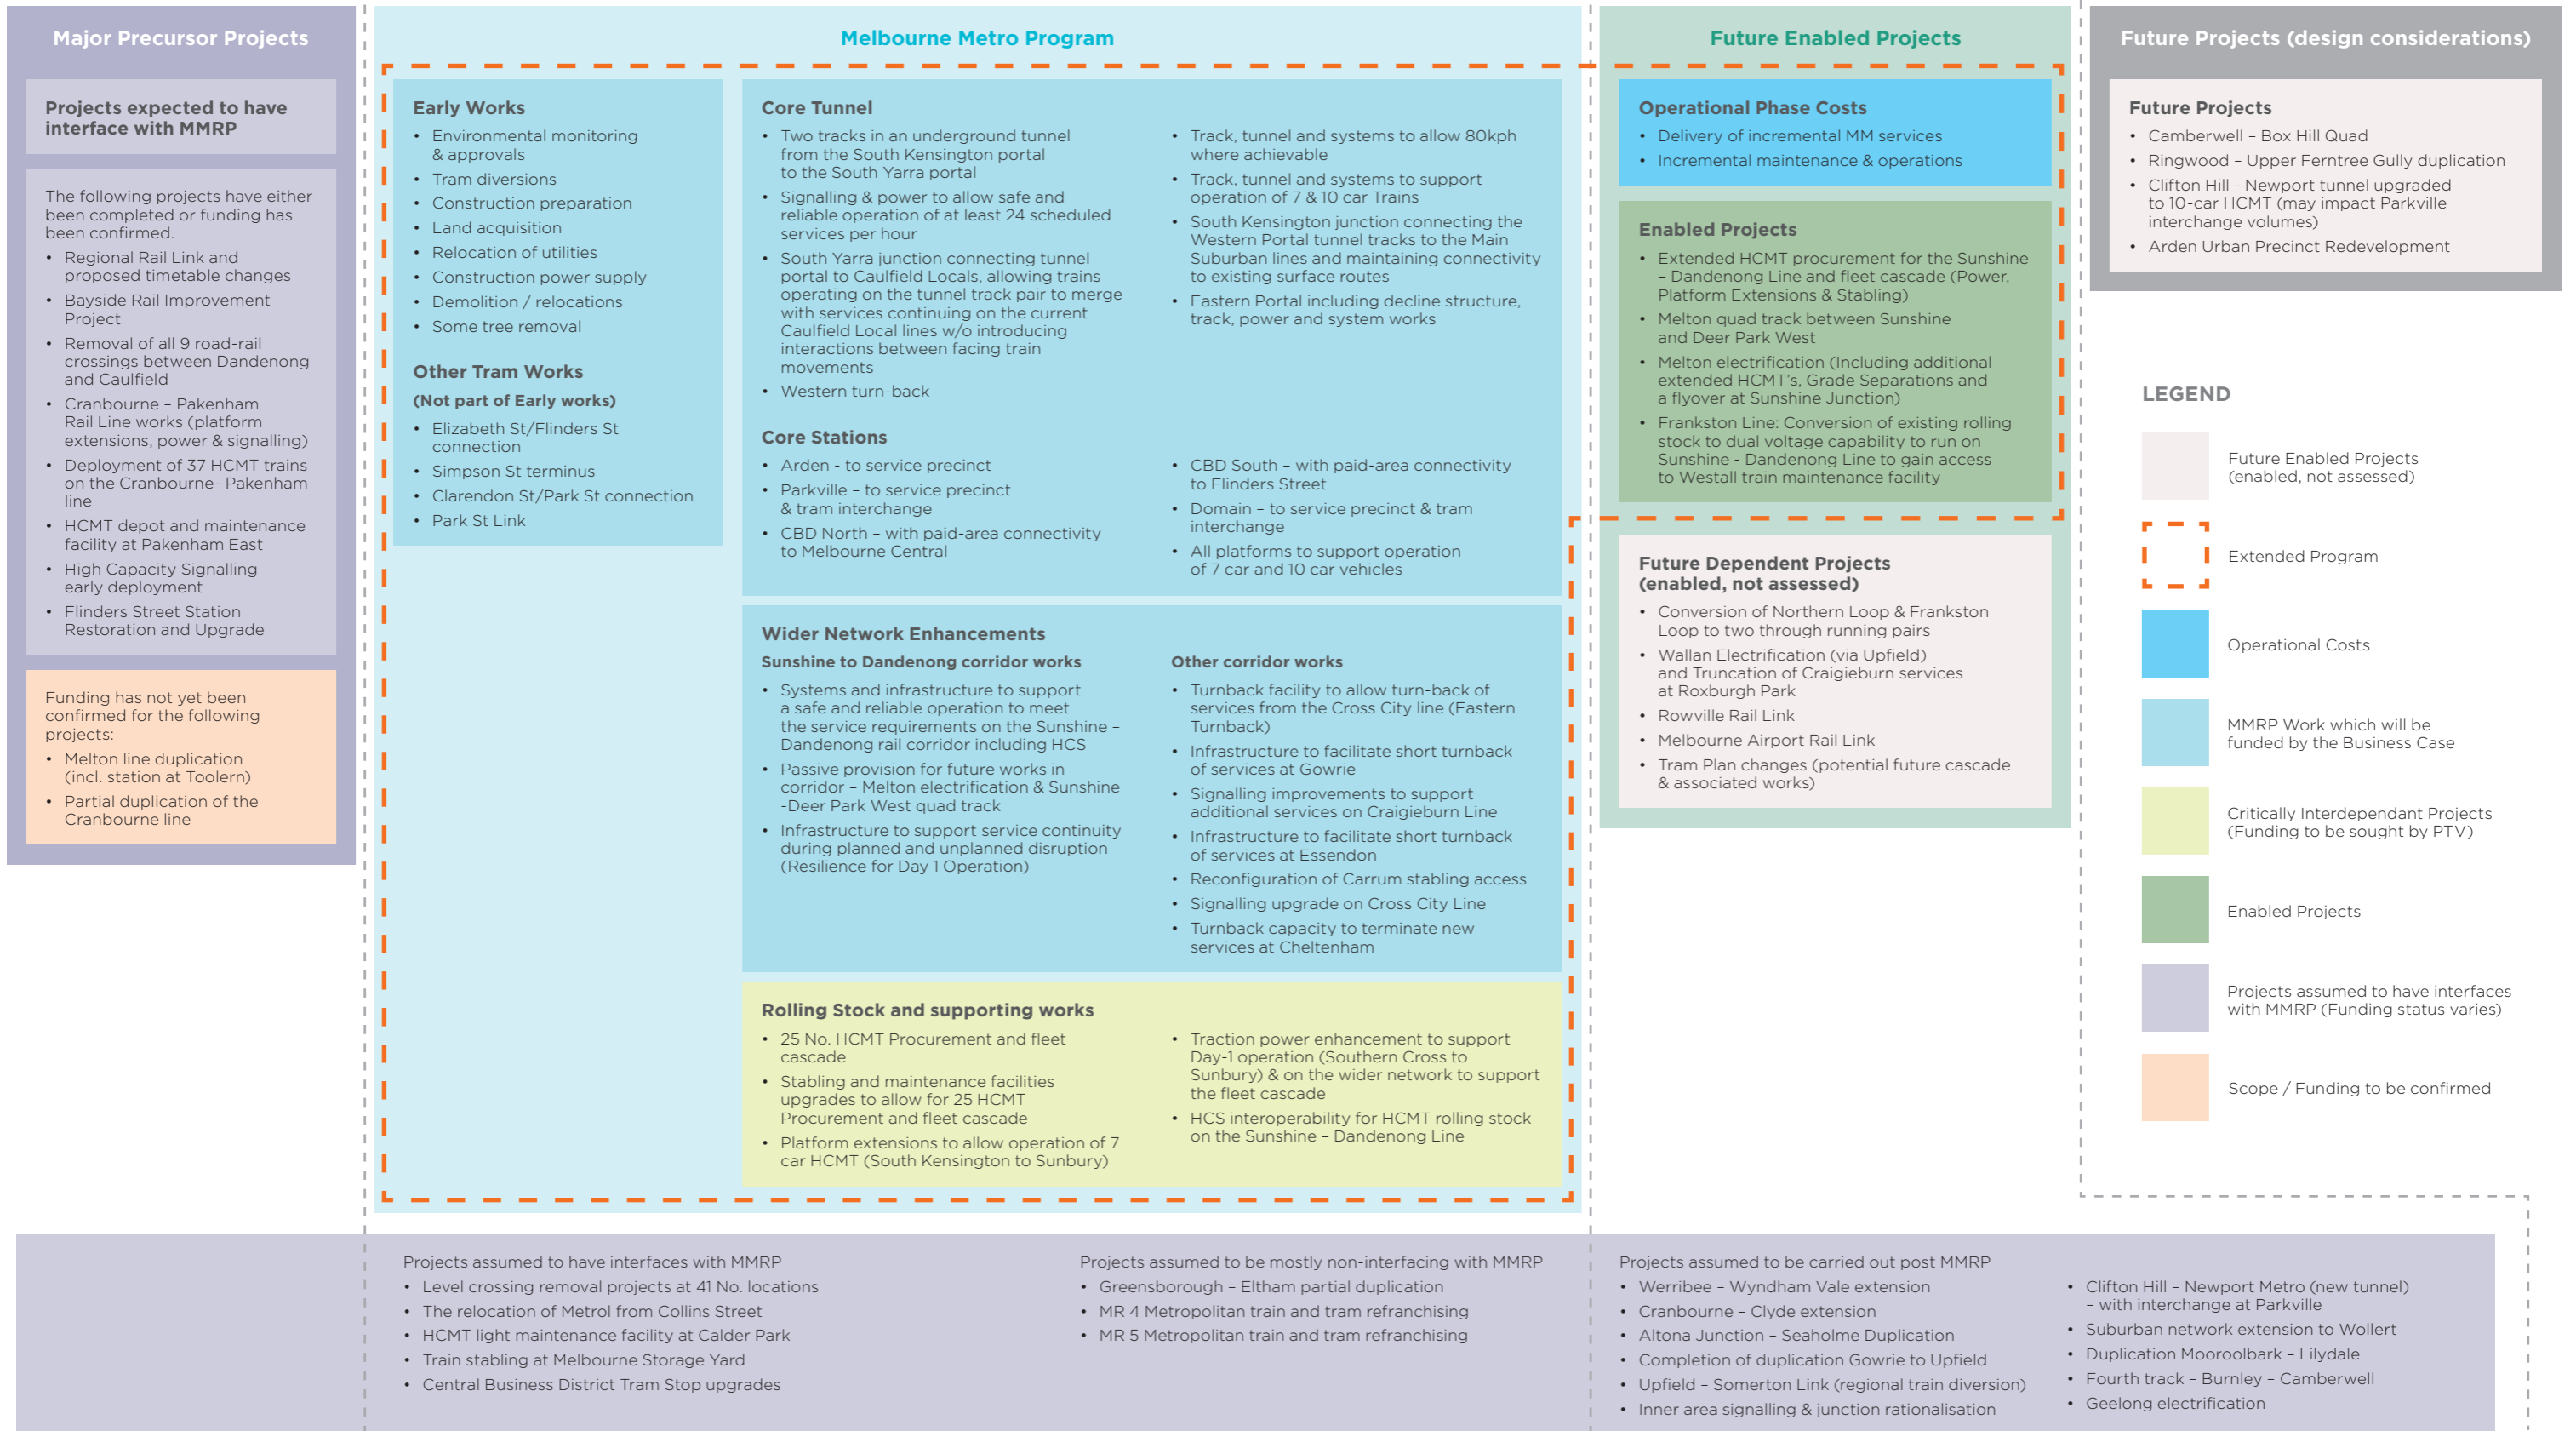 Major Precursor Projects
Projects expected to have
interface with MMRP
The following projects have either
been completed or funding has
been confirmed.
• Regional Rail Link and
proposed timetable changes
• Bayside Rail Improvement
Project
• Removal of all 9 road-rail
crossings between Dandenong
and Caulfield
• Cranbourne – Pakenham
Rail Line works (platform
extensions, power & signalling)
• Deployment of 37 HCMT trains
on the Cranbourne- Pakenham
line
• HCMT depot and maintenance
facility at Pakenham East
• High Capacity Signalling
early deployment
• Flinders Street Station
Restoration and Upgrade
Funding has not yet been
confirmed for the following
projects:
• Melton line duplication
(incl. station at Toolern)
• Partial duplication of the
Cranbourne line
Melbourne Metro Program
Early Works
• Environmental monitoring
& approvals
• Tram diversions
• Construction preparation
• Land acquisition
• Relocation of utilities
• Construction power supply
• Demolition / relocations
• Some tree removal
Other Tram Works
(Not part of Early works)
• Elizabeth St/Flinders St
connection
• Simpson St terminus
• Clarendon St/Park St connection
• Park St Link
Core Tunnel
• Two tracks in an underground tunnel
from the South Kensington portal
to the South Yarra portal
• Signalling & power to allow safe and
reliable operation of at least 24 scheduled
services per hour
• South Yarra junction connecting tunnel
portal to Caulfield Locals, allowing trains
operating on the tunnel track pair to merge
with services continuing on the current
Caulfield Local lines w/o introducing
interactions between facing train
movements
• Western turn-back
• Track, tunnel and systems to allow 80kph
where achievable
• Track, tunnel and systems to support
operation of 7 & 10 car Trains
• South Kensington junction connecting the
Western Portal tunnel tracks to the Main
Suburban lines and maintaining connectivity
to existing surface routes
• Eastern Portal including decline structure,
track, power and system works
Core Stations
• Arden - to service precinct
• Parkville – to service precinct
& tram interchange
• CBD North – with paid-area connectivity
to Melbourne Central
• CBD South – with paid-area connectivity
to Flinders Street
• Domain – to service precinct & tram
interchange
• All platforms to support operation
of 7 car and 10 car vehicles
Wider Network Enhancements
Sunshine to Dandenong corridor works
• Systems and infrastructure to support
a safe and reliable operation to meet
the service requirements on the Sunshine –
Dandenong rail corridor including HCS
• Passive provision for future works in
corridor – Melton electrification & Sunshine
-Deer Park West quad track
• Infrastructure to support service continuity
during planned and unplanned disruption
(Resilience for Day 1 Operation)
Other corridor works
• Turnback facility to allow turn-back of
services from the Cross City line (Eastern
Turnback)
• Infrastructure to facilitate short turnback
of services at Gowrie
• Signalling improvements to support
additional services on Craigieburn Line
• Infrastructure to facilitate short turnback
of services at Essendon
• Reconfiguration of Carrum stabling access
• Signalling upgrade on Cross City Line
• Turnback capacity to terminate new
services at Cheltenham
Rolling Stock and supporting works
• 25 No. HCMT Procurement and fleet
cascade
• Stabling and maintenance facilities
upgrades to allow for 25 HCMT
Procurement and fleet cascade
• Platform extensions to allow operation of 7
car HCMT (South Kensington to Sunbury)
• Traction power enhancement to support
Day-1 operation (Southern Cross to
Sunbury) & on the wider network to support
the fleet cascade
• HCS interoperability for HCMT rolling stock
on the Sunshine – Dandenong Line
Future Enabled Projects
Operational Phase Costs
• Delivery of incremental MM services
• Incremental maintenance & operations
Enabled Projects
• Extended HCMT procurement for the Sunshine
– Dandenong Line and fleet cascade (Power,
Platform Extensions & Stabling)
• Melton quad track between Sunshine
and Deer Park West
• Melton electrification (Including additional
extended HCMT's, Grade Separations and
a flyover at Sunshine Junction)
• Frankston Line: Conversion of existing rolling
stock to dual voltage capability to run on
Sunshine - Dandenong Line to gain access
to Westall train maintenance facility
Future Dependent Projects
(enabled, not assessed)
• Conversion of Northern Loop & Frankston
Loop to two through running pairs
• Wallan Electrification (via Upfield)
and Truncation of Craigieburn services
at Roxburgh Park
• Rowville Rail Link
• Melbourne Airport Rail Link
• Tram Plan changes (potential future cascade
& associated works)
Future Projects (design considerations)
Future Projects
• Camberwell – Box Hill Quad
• Ringwood – Upper Ferntree Gully duplication
• Clifton Hill - Newport tunnel upgraded
to 10-car HCMT (may impact Parkville
interchange volumes)
• Arden Urban Precinct Redevelopment
LEGEND
Future Enabled Projects
(enabled, not assessed)
Extended Program
Operational Costs
MMRP Work which will be
funded by the Business Case
Critically Interdependant Projects
(Funding to be sought by PTV)
Enabled Projects
Projects assumed to have interfaces
with MMRP (Funding status varies)
Scope / Funding to be confirmed
Projects assumed to have interfaces with MMRP
• Level crossing removal projects at 41 No. locations
• The relocation of Metrol from Collins Street
• HCMT light maintenance facility at Calder Park
• Train stabling at Melbourne Storage Yard
• Central Business District Tram Stop upgrades
Projects assumed to be mostly non-interfacing with MMRP
• Greensborough – Eltham partial duplication
• MR 4 Metropolitan train and tram refranchising
• MR 5 Metropolitan train and tram refranchising
Projects assumed to be carried out post MMRP
• Werribee – Wyndham Vale extension
• Cranbourne – Clyde extension
• Altona Junction – Seaholme Duplication
• Completion of duplication Gowrie to Upfield
• Upfield – Somerton Link (regional train diversion)
• Inner area signalling & junction rationalisation
• Clifton Hill – Newport Metro (new tunnel)
– with interchange at Parkville
• Suburban network extension to Wollert
• Duplication Mooroolbark – Lilydale
• Fourth track – Burnley – Camberwell
• Geelong electrification